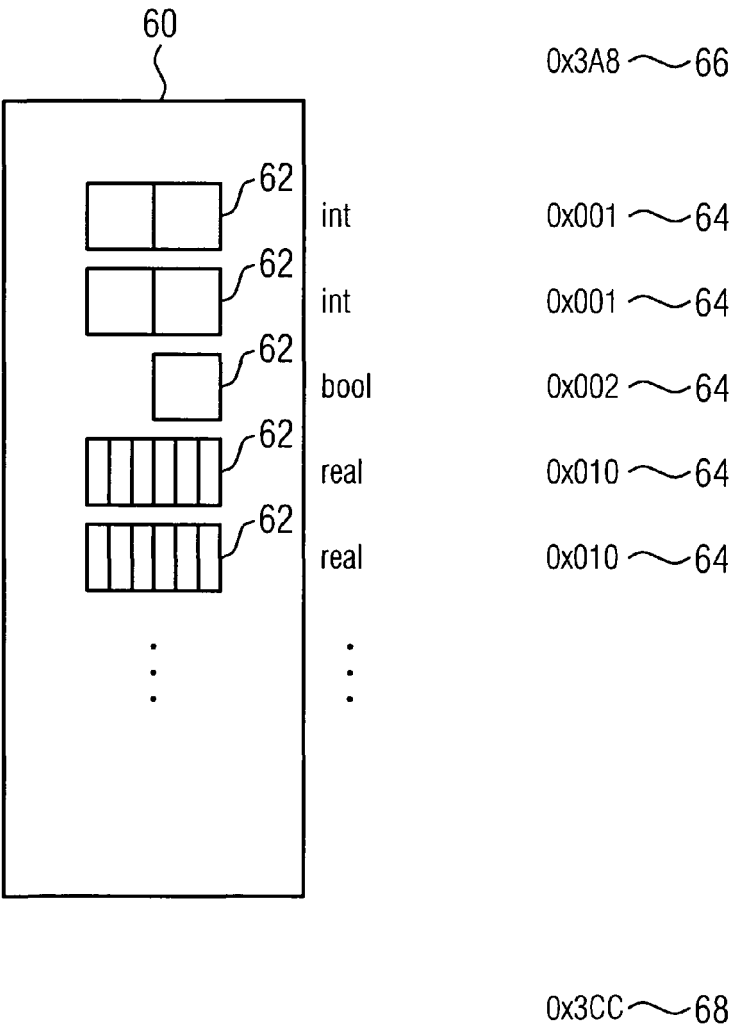 60
0x3A8 66
62 int 0x001 64
62 int 0x001 64
62 bool 0x002 64
62 real 0x010 64
62 real 0x010 64
0x3CC 68